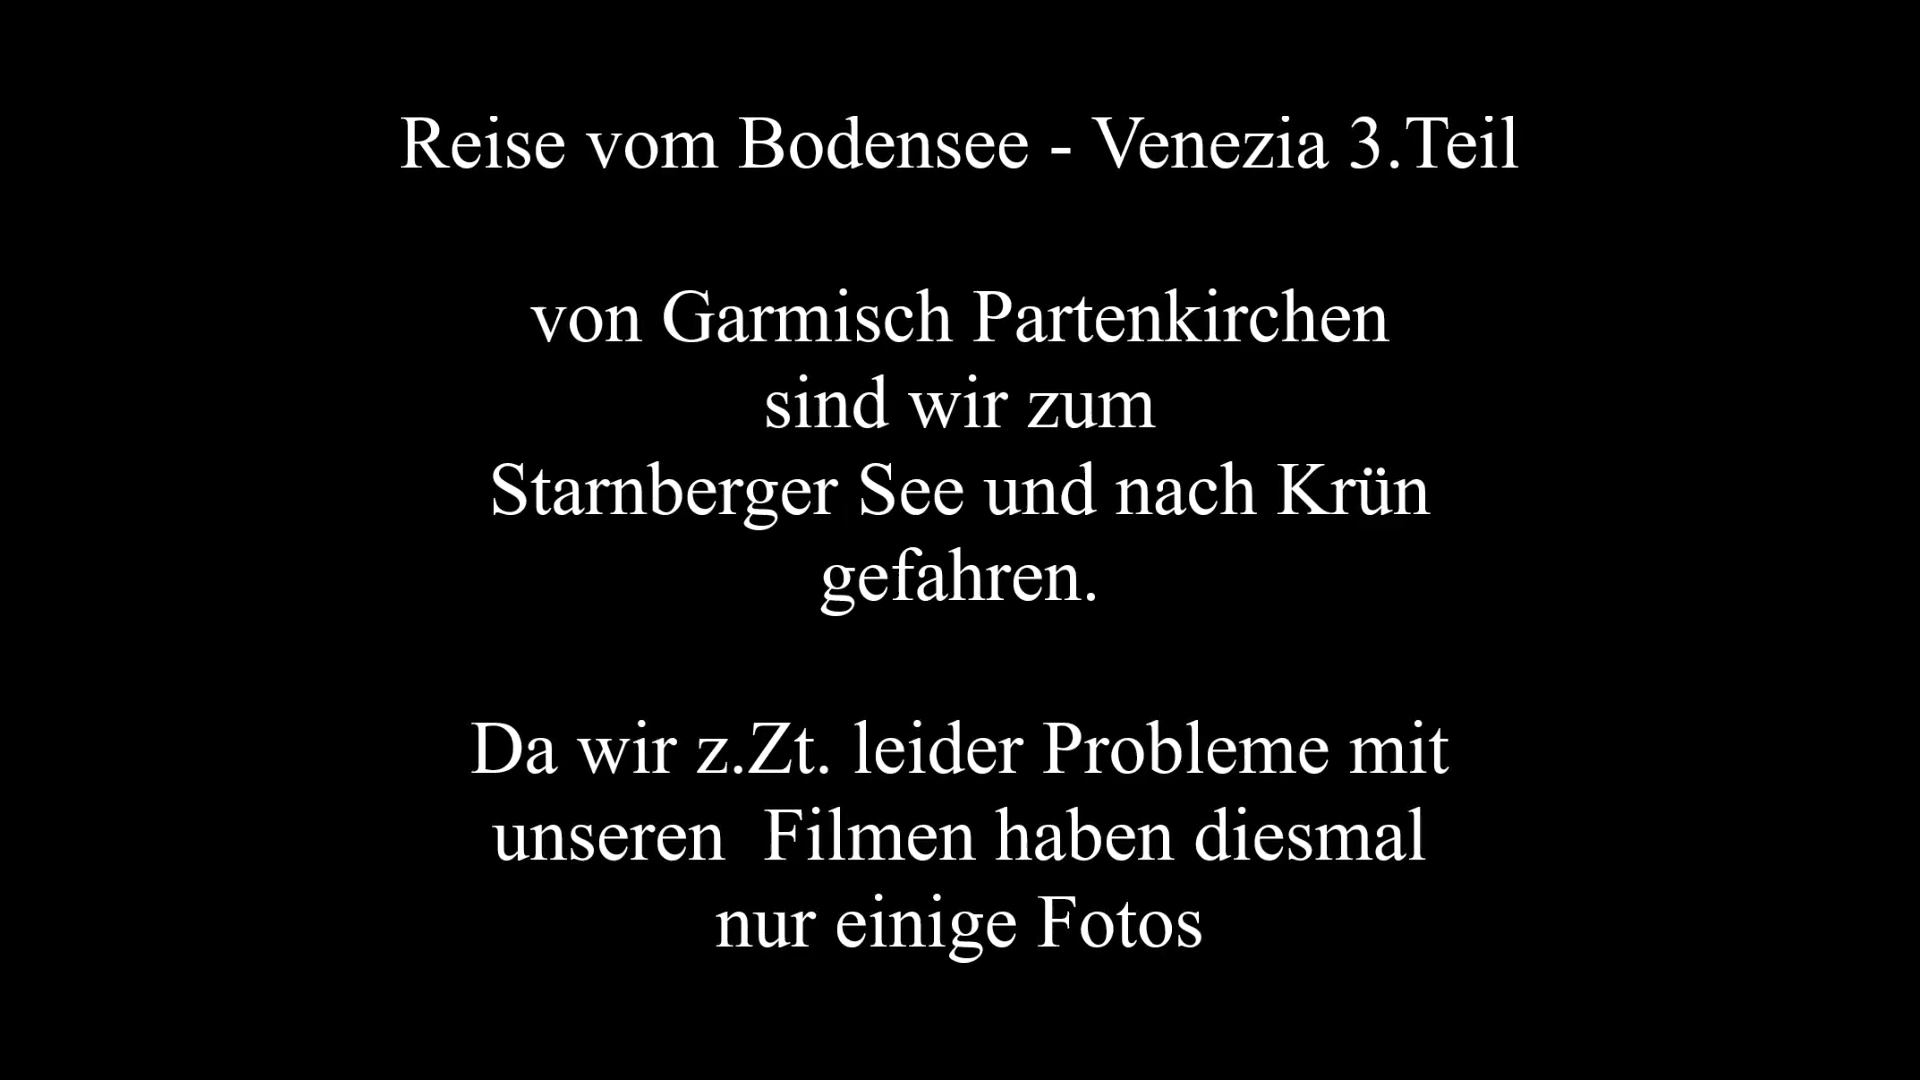 Reise vom Bodensee - Venezia 3.Teil
von Garmisch Partenkirchen
sind wir zum
Starnberger See und nach Krün
gefahren.
Da wir z.Zt. leider Probleme mit
unseren  Filmen haben diesmal
nur einige Fotos